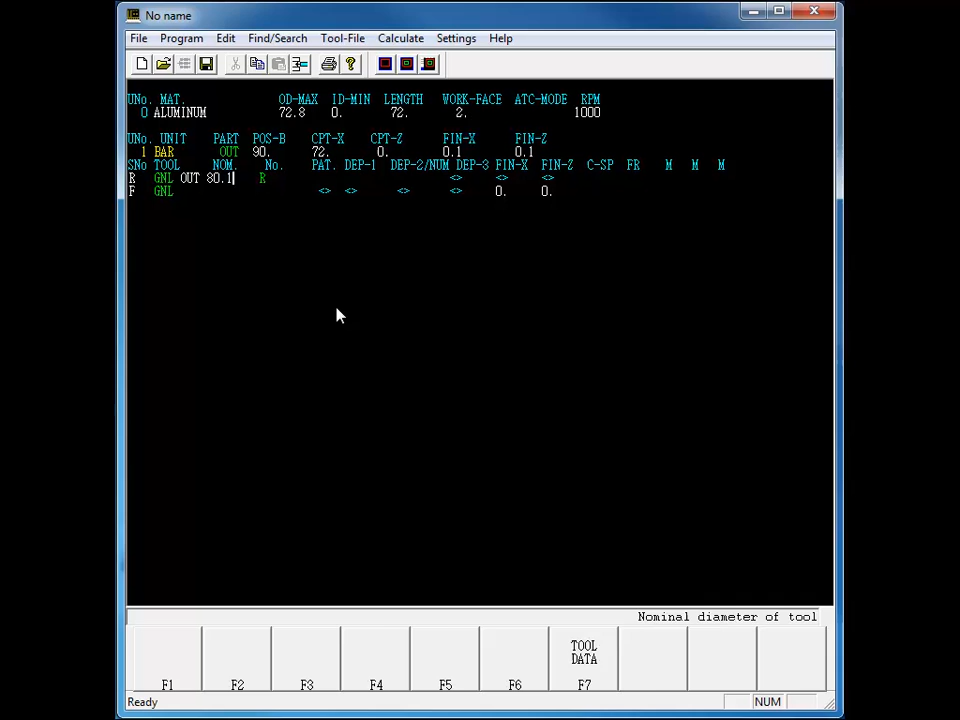 No name
File Program Edit Find/Search Tool-File Calculate Settings Help
UNo. MAT. OD-MAX ID-MIN LENGTH WORK-FACE ATC-MODE RPM
0 ALUMINUM 72.8 0. 72. 2. 1000
UNo. UNIT PART POS-B CPT-X CPT-Z FIN-X FIN-Z
1 BAR OUT 90. 72. 0. 0.1 0.1
SNo TOOL NOM. No. PAT. DEP-1 DEP-2/NUM DEP-3 FIN-X FIN-Z C-SP FR M M M
R GNL OUT 80.1 R <> <> <>
F GNL <> <> <> <> 0. 0.
Nominal diameter of tool
TOOL
DATA
F1 F2 F3 F4 F5 F6 F7
Ready NUM